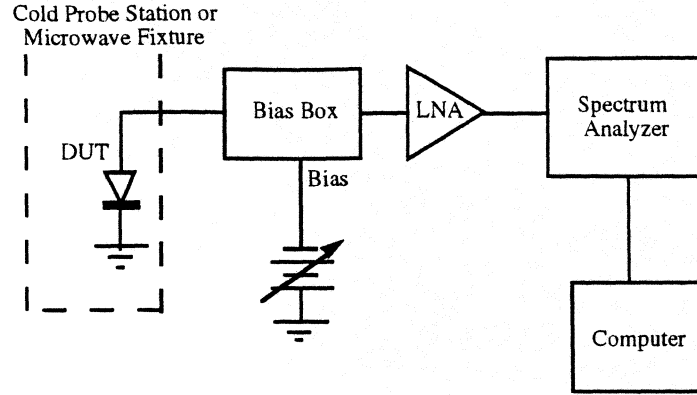 Cold Probe Station or
Microwave Fixture
DUT
Bias Box
Bias
LNA
Spectrum
Analyzer
Computer